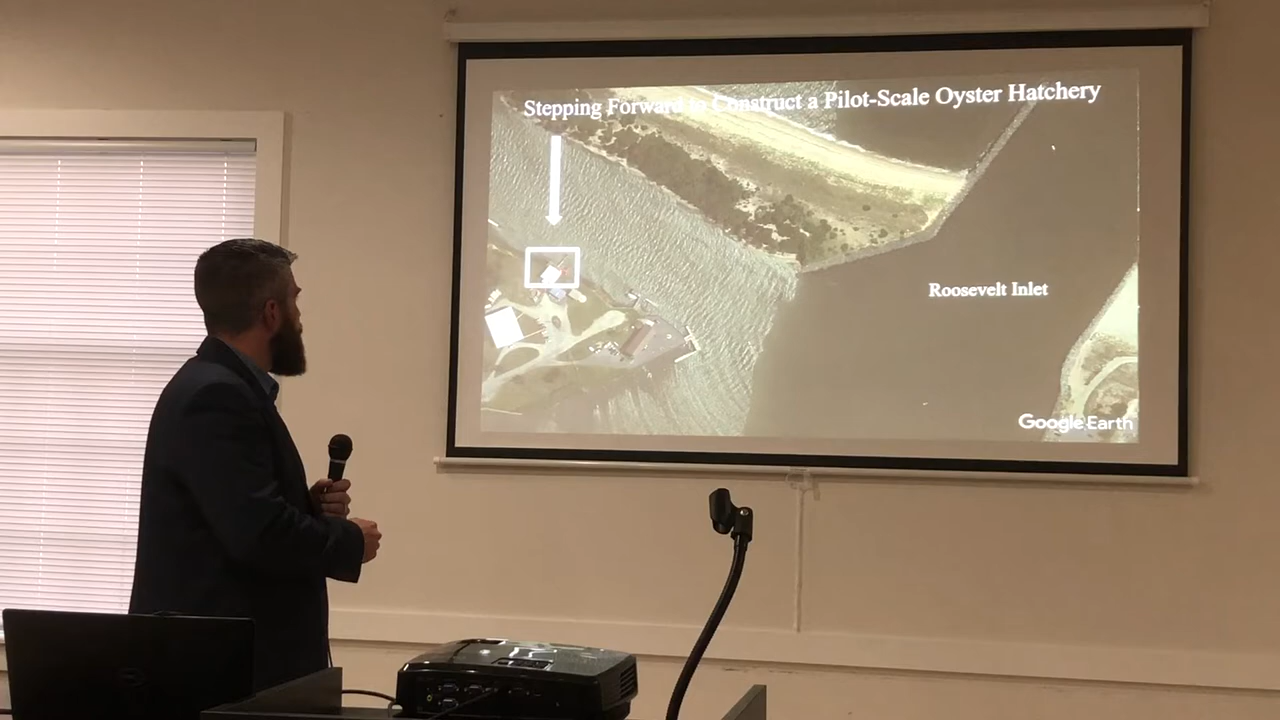 Stepping Forward to Construct a Pilot-Scale Oyster Hatchery
Roosevelt Inlet
Google Earth